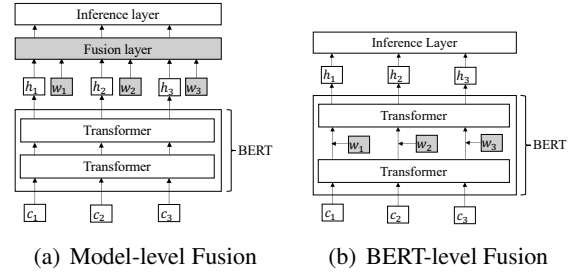 Inference layer
Fusion layer
h₁ w₁ h₂ w₂ h₃ w₃
Transformer
Transformer
BERT
c₁ c₂ c₃
(a) Model-level Fusion
Inference Layer
h₁ h₂ h₃
Transformer
w₁ w₂ w₃
Transformer
BERT
c₁ c₂ c₃
(b) BERT-level Fusion